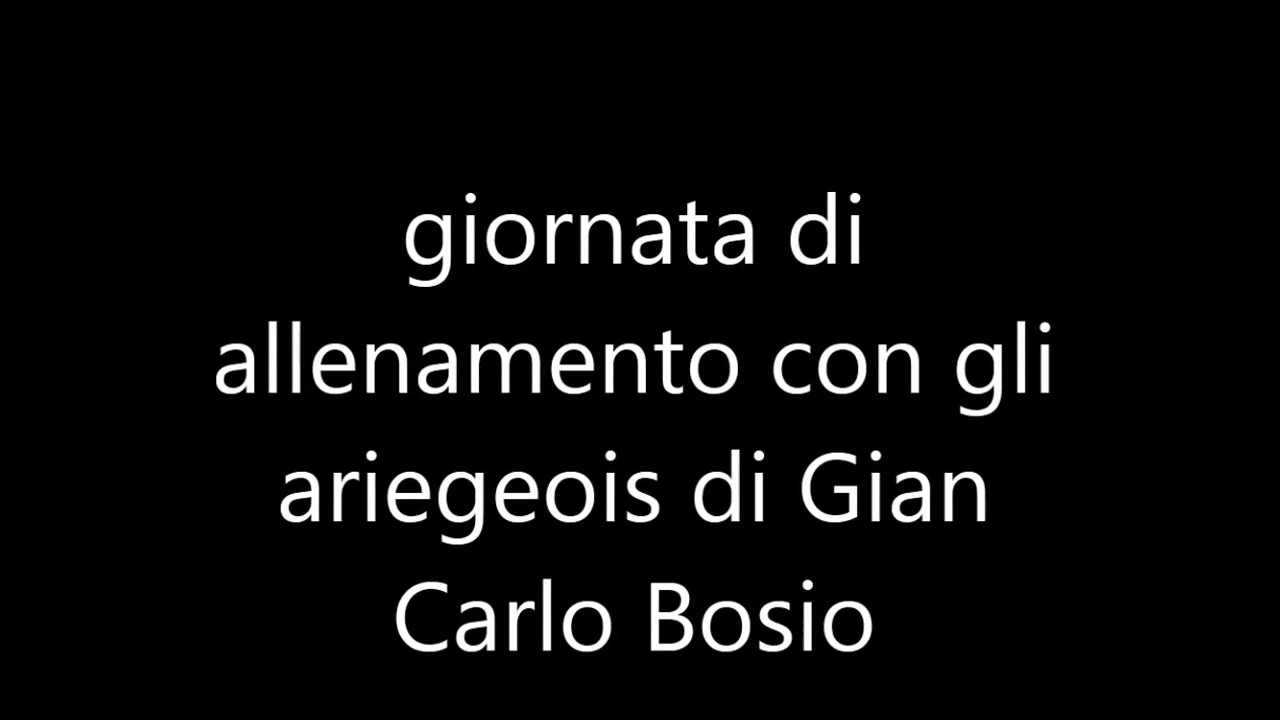 giornata di
allenamento con gli
ariegeois di Gian
Carlo Bosio